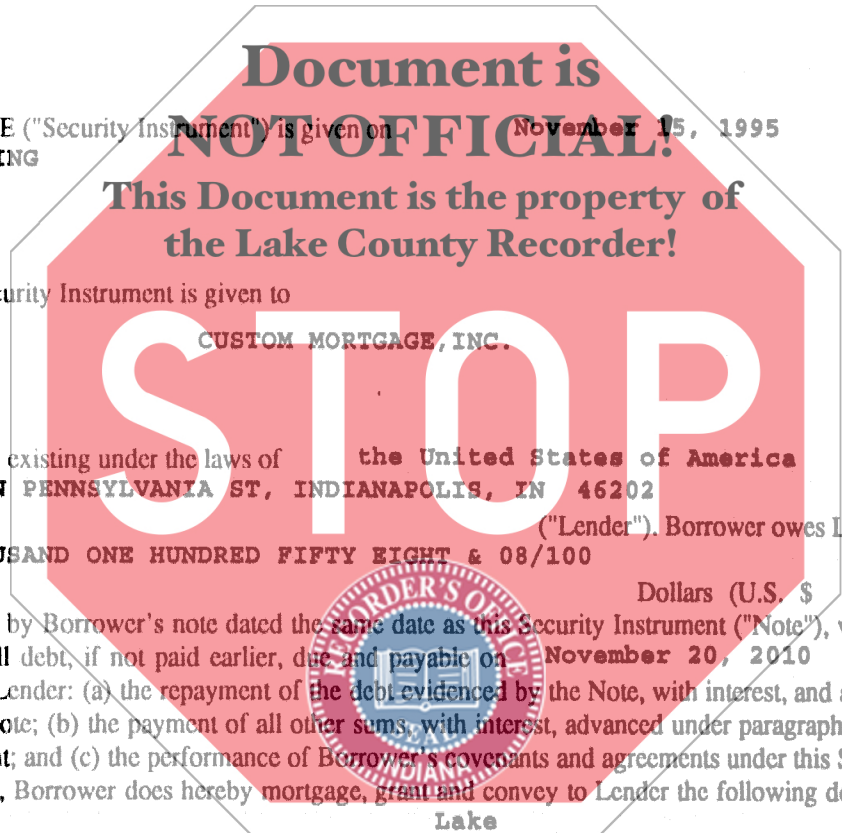 Document is
E ("Security Instrument") is given on November 15, 1995
NOT OFFICIAL!
ING
This Document is the property of
the Lake County Recorder!
curity Instrument is given to
CUSTOM MORTGAGE, INC.
STOP
existing under the laws of the United States of America
N PENNSYLVANIA ST, INDIANAPOLIS, IN 46202
("Lender"). Borrower owes L
USAND ONE HUNDRED FIFTY EIGHT & 08/100
Dollars (U.S. $
by Borrower's note dated the same date as this Security Instrument ("Note"),
ll debt, if not paid earlier, due and payable on November 20, 2010
Lender: (a) the repayment of the debt evidenced by the Note, with interest, and a
ote; (b) the payment of all other sums, with interest, advanced under paragraph
t; and (c) the performance of Borrower's covenants and agreements under this S
, Borrower does hereby mortgage, grant and convey to Lender the following de
Lake
RECORDER'S OFFICE
SEAL
INDIANA